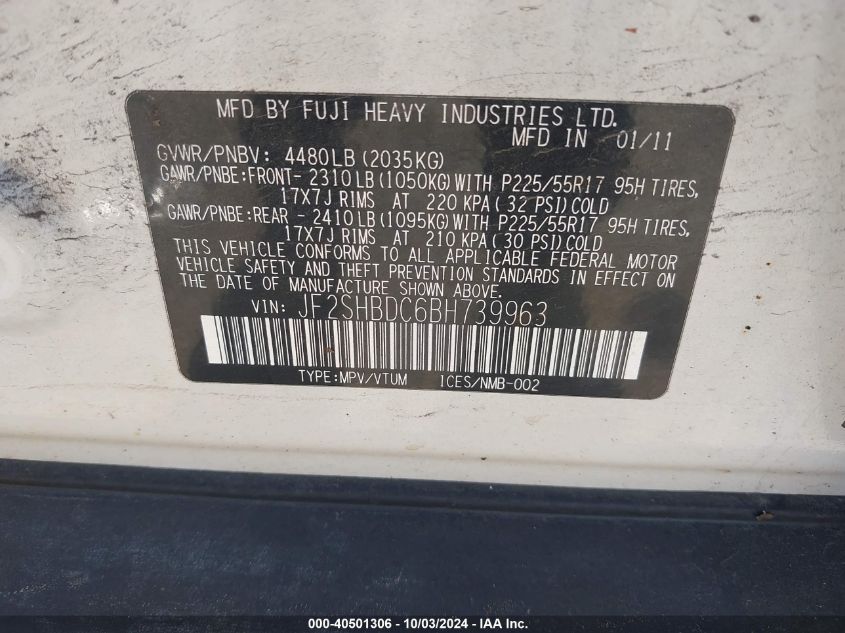 MFD BY FUJI HEAVY INDUSTRIES LTD.
MFD IN 01/11
GVWR/PNBV: 4480LB (2035KG)
GAWR/PNBE:FRONT- 2310LB (1050KG) WITH P225/55R17 95H TIRES,
17X7J RIMS AT 220 KPA ( 32 PSI) COLD
GAWR/PNBE:REAR - 2410LB (1095KG) WITH P225/55R17 95H TIRES,
17X7J RIMS AT 210 KPA ( 30 PSI) COLD
THIS VEHICLE CONFORMS TO ALL APPLICABLE FEDERAL MOTOR
VEHICLE SAFETY AND THEFT PREVENTION STANDARDS IN EFFECT ON
THE DATE OF MANUFACTURE SHOWN ABOVE.
VIN: JF2SHBDC6BH739963
TYPE:MPV/VTUM ICES/NMB-002
000-40501306 - 10/03/2024 - IAA Inc.